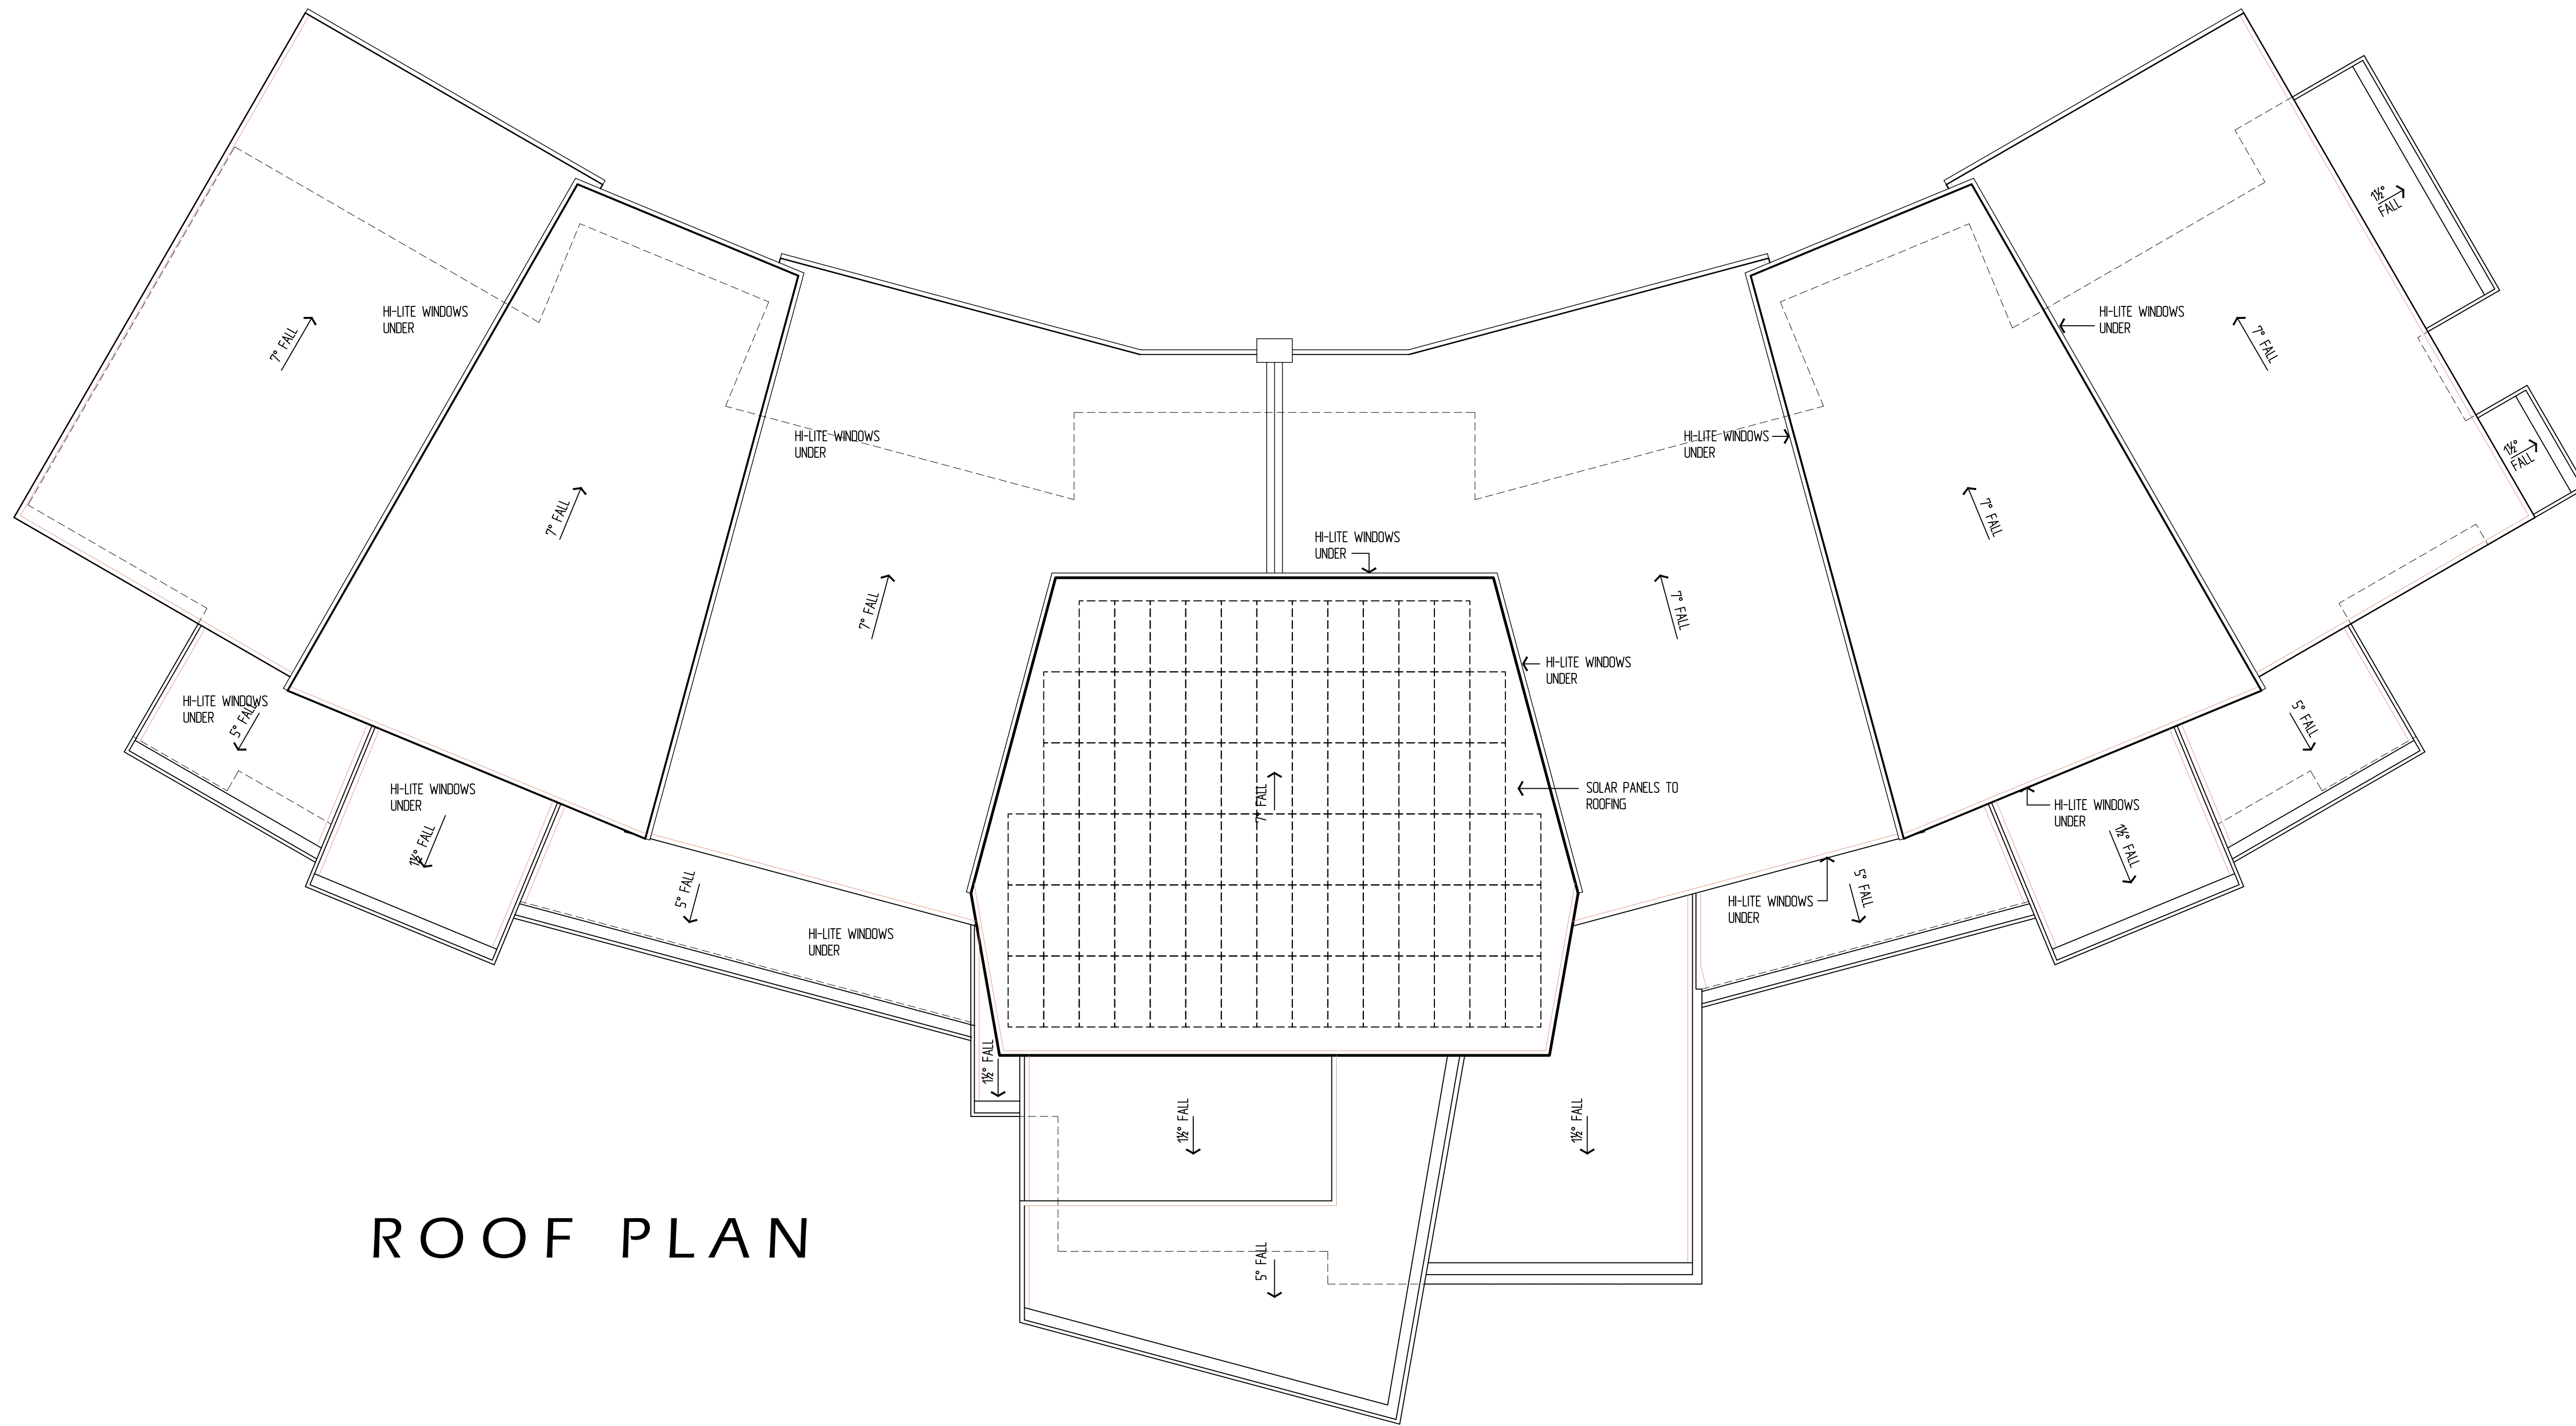 1½°
FALL
HI-LITE WINDOWS
UNDER
HI-LITE WINDOWS
UNDER
7° FALL
7° FALL
HI-LITE WINDOWS
UNDER
HI-LITE WINDOWS
UNDER
1½°
FALL
7° FALL
7° FALL
HI-LITE WINDOWS
UNDER
7° FALL
7° FALL
HI-LITE WINDOWS
UNDER
HI-LITE WINDOWS
UNDER
5° FALL
5° FALL
HI-LITE WINDOWS
UNDER
7° FALL
SOLAR PANELS TO
ROOFING
HI-LITE WINDOWS
UNDER
1½° FALL
1½° FALL
5° FALL
5° FALL
HI-LITE WINDOWS
UNDER
HI-LITE WINDOWS
UNDER
1½° FALL
1½° FALL
1½° FALL
ROOF PLAN
5° FALL